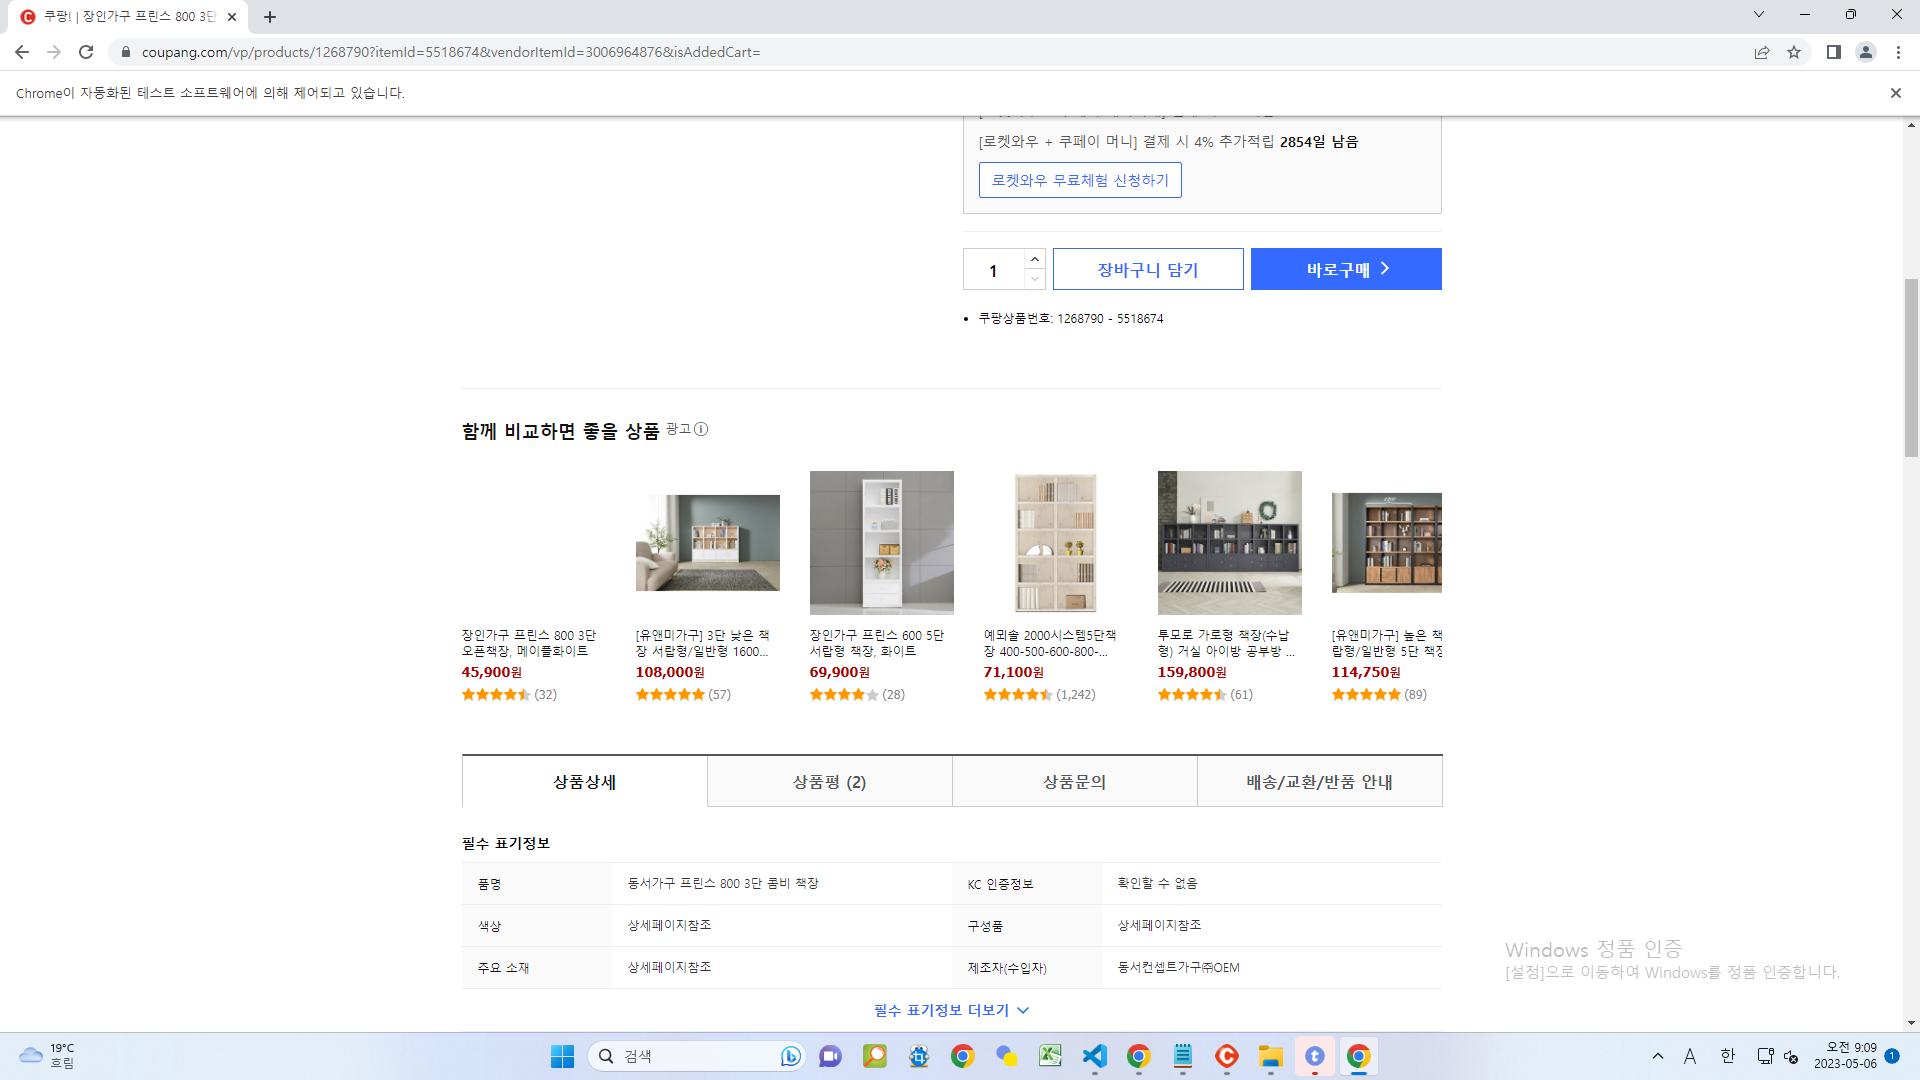 쿠팡! | 장인가구 프린스 800 3단
coupang.com/vp/products/1268790?itemId=5518674&vendorItemId=3006964876&isAddedCart=
Chrome이 자동화된 테스트 소프트웨어에 의해 제어되고 있습니다.
[로켓와우 + 쿠페이 머니] 결제 시 4% 추가적립 2854일 남음
로켓와우 무료체험 신청하기
1
장바구니 담기
바로구매
• 쿠팡상품번호: 1268790 - 5518674
함께 비교하면 좋을 상품 광고
장인가구 프린스 800 3단
오픈책장, 메이플화이트
45,900원
(32)
[유앤미가구] 3단 낮은 책
장 서랍형/일반형 1600...
108,000원
(57)
장인가구 프린스 600 5단
서랍형 책장, 화이트
69,900원
(28)
예뫼솔 2000시스템5단책
장 400-500-600-800-...
71,100원
(1,242)
투모로 가로형 책장(수납
형) 거실 아이방 공부방 ...
159,800원
(61)
[유앤미가구] 높은 책
랍형/일반형 5단 책장
114,750원
(89)
상품상세
상품평 (2)
상품문의
배송/교환/반품 안내
필수 표기정보
품명
동서가구 프린스 800 3단 콤비 책장
KC 인증정보
확인할 수 없음
색상
상세페이지참조
구성품
상세페이지참조
주요 소재
상세페이지참조
제조자(수입자)
동서컨셉트가구㈜OEM
필수 표기정보 더보기
Windows 정품 인증
[설정]으로 이동하여 Windows를 정품 인증합니다.
19°C
흐림
검색
A
한
오전 9:09
2023-05-06
1